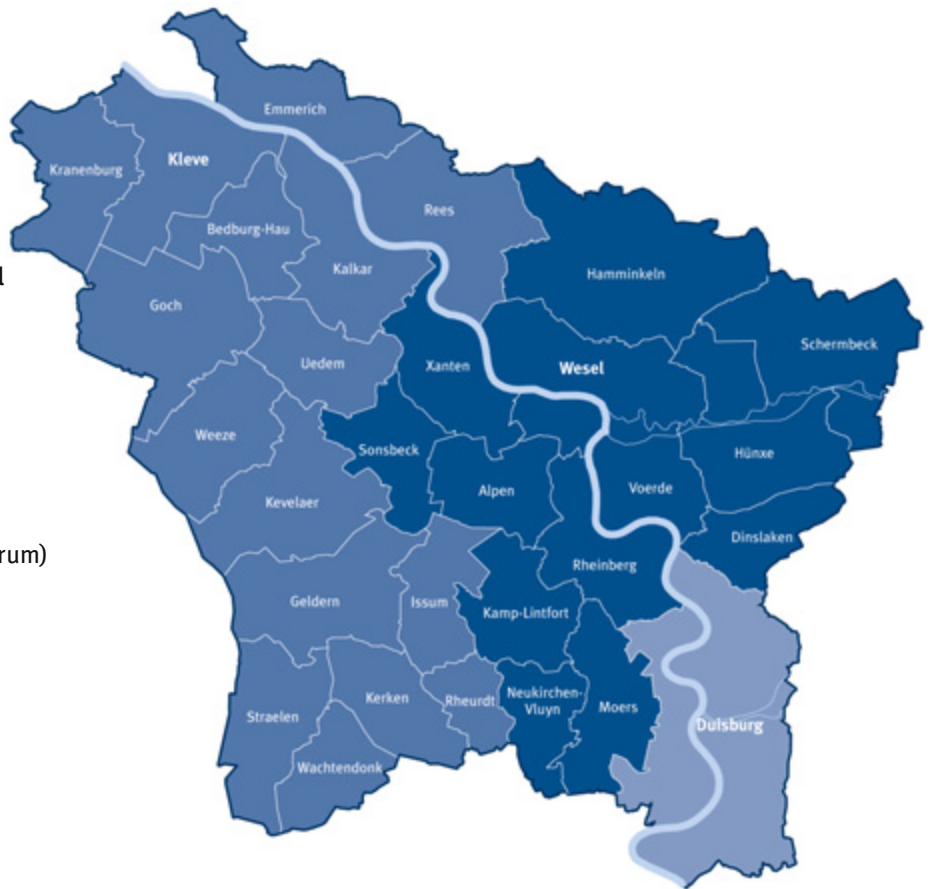 Emmerich
Kranenburg
Kleve
Rees
Bedburg-Hau
Kalkar
Hamminkeln
Goch
Schermbeck
Uedem
Xanten
Wesel
Weeze
Sonsbeck
Hünxe
Alpen
Voerde
Kevelaer
Dinslaken
rum)
Rheinberg
Geldern
Issum
Kamp-Lintfort
Kerken
Rheurdt
Neukirchen-
Vluyn
Moers
Straelen
Duisburg
Wachtendonk